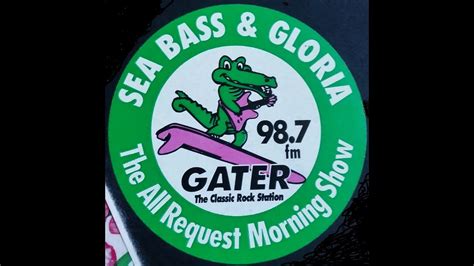 SEA BASS & GLORIA
98.7
fm
GATER
The Classic Rock Station
The All Request Morning Show